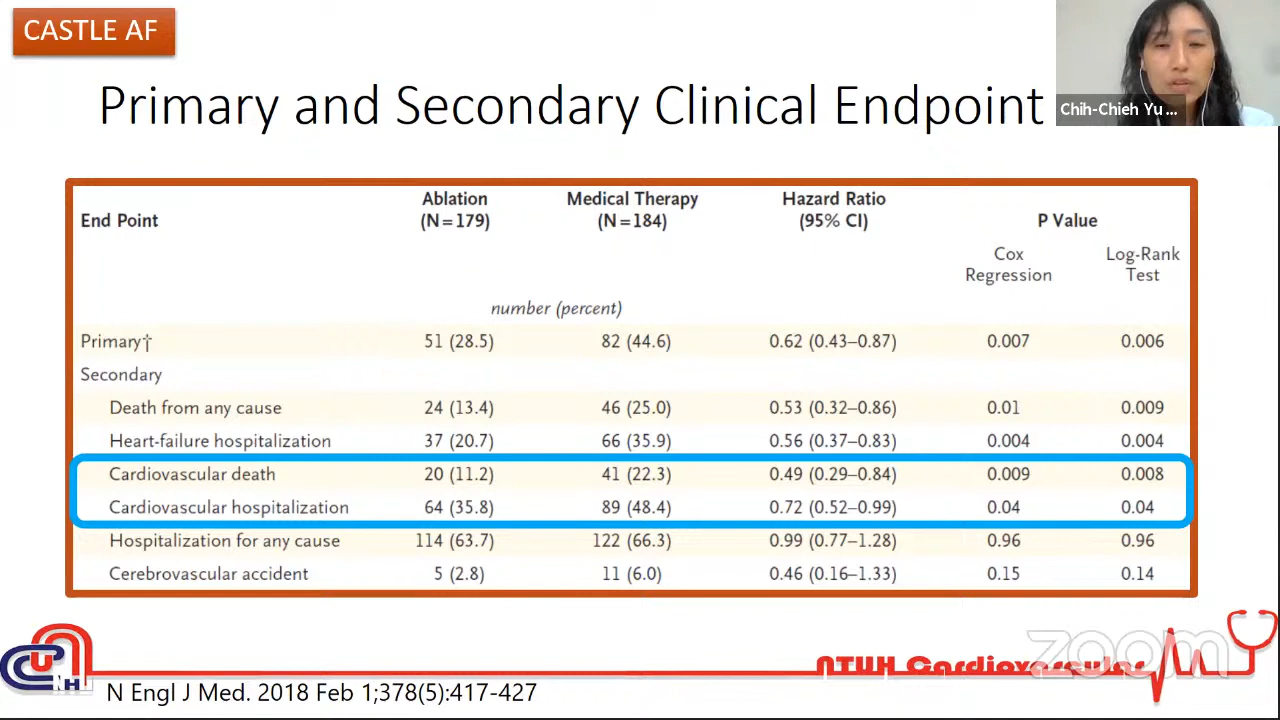 CASTLE AF
Primary and Secondary Clinical Endpoint
Chih-Chieh Yu ...
End Point
Ablation (N=179)
Medical Therapy (N=184)
Hazard Ratio (95% CI)
P Value
Cox Regression
Log-Rank Test
number (percent)
Primary† 51 (28.5) 82 (44.6) 0.62 (0.43–0.87) 0.007 0.006
Secondary
Death from any cause 24 (13.4) 46 (25.0) 0.53 (0.32–0.86) 0.01 0.009
Heart-failure hospitalization 37 (20.7) 66 (35.9) 0.56 (0.37–0.83) 0.004 0.004
Cardiovascular death 20 (11.2) 41 (22.3) 0.49 (0.29–0.84) 0.009 0.008
Cardiovascular hospitalization 64 (35.8) 89 (48.4) 0.72 (0.52–0.99) 0.04 0.04
Hospitalization for any cause 114 (63.7) 122 (66.3) 0.99 (0.77–1.28) 0.96 0.96
Cerebrovascular accident 5 (2.8) 11 (6.0) 0.46 (0.16–1.33) 0.15 0.14
zoom
NTUH Cardiovascular
NH
N Engl J Med. 2018 Feb 1;378(5):417-427